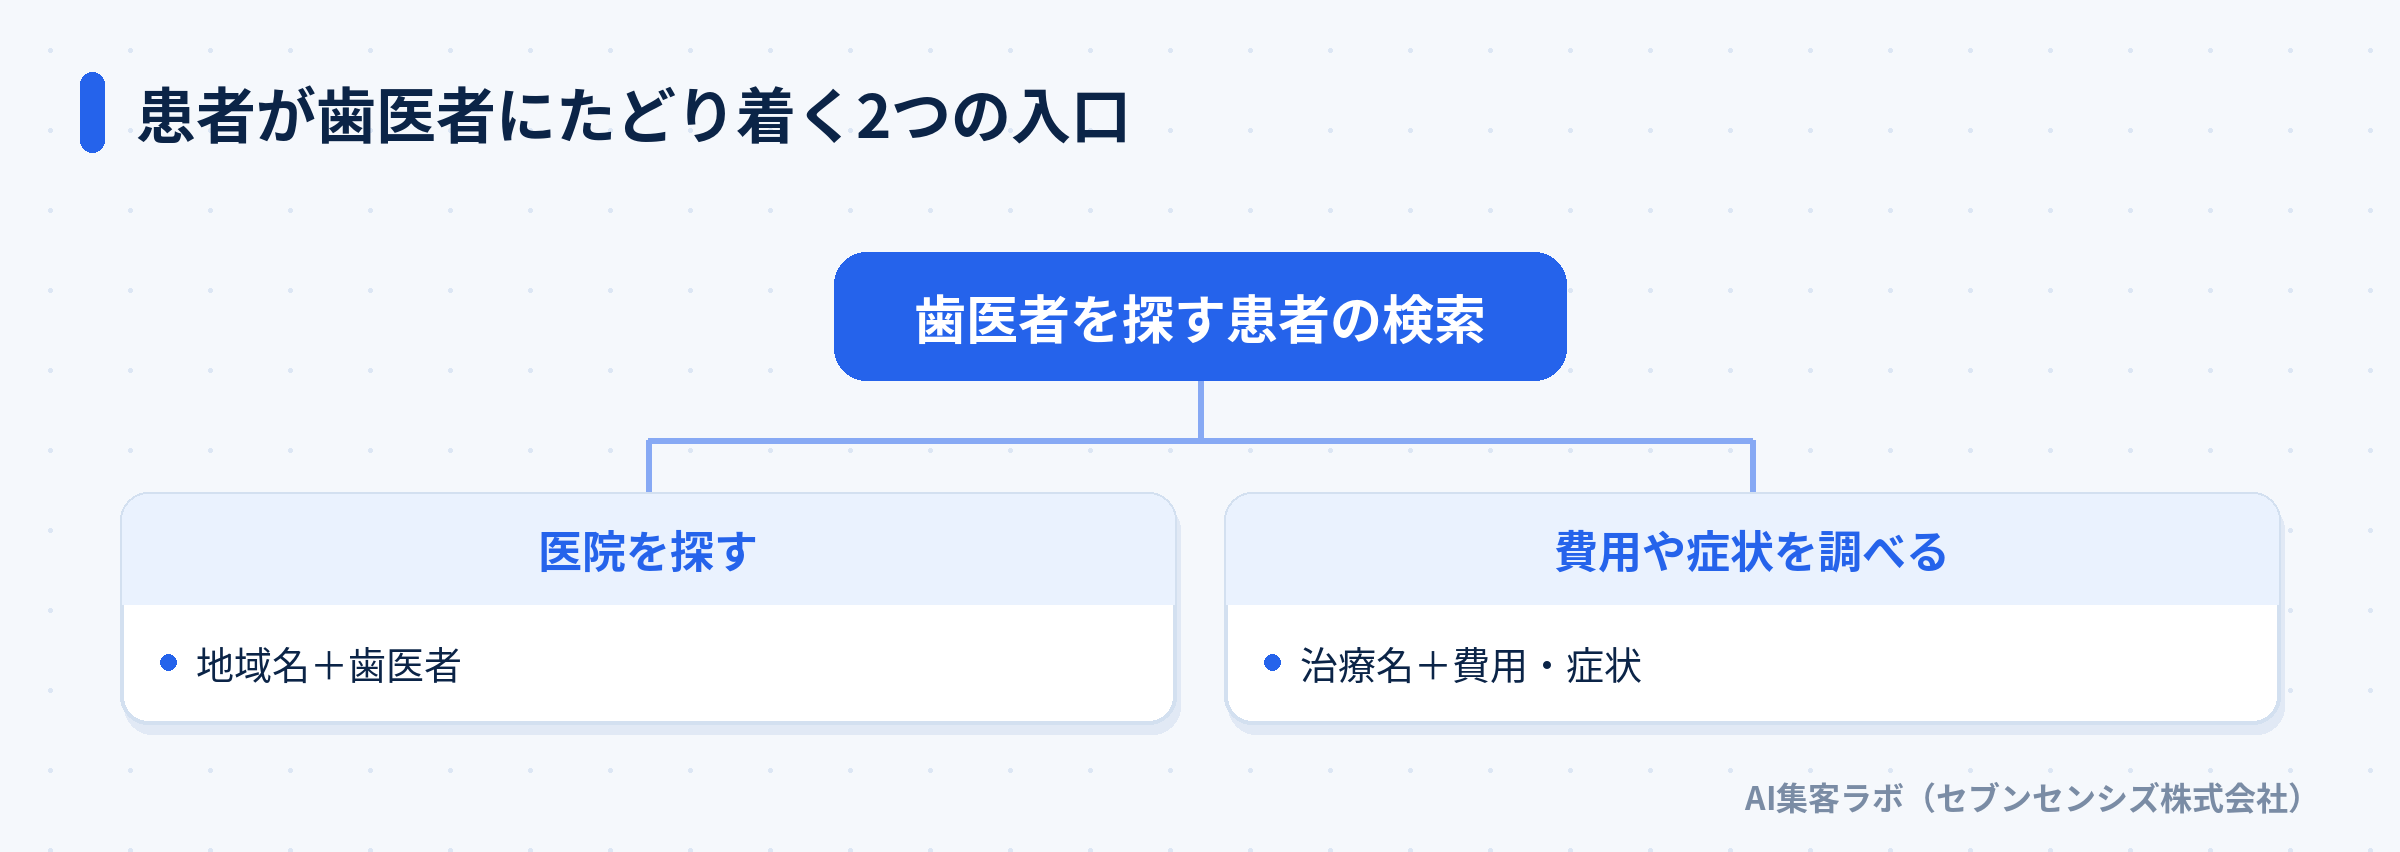 患者が歯医者にたどり着く2つの入口
歯医者を探す患者の検索
医院を探す
地域名＋歯医者
費用や症状を調べる
治療名＋費用・症状
AI集客ラボ（セブンセンシズ株式会社）